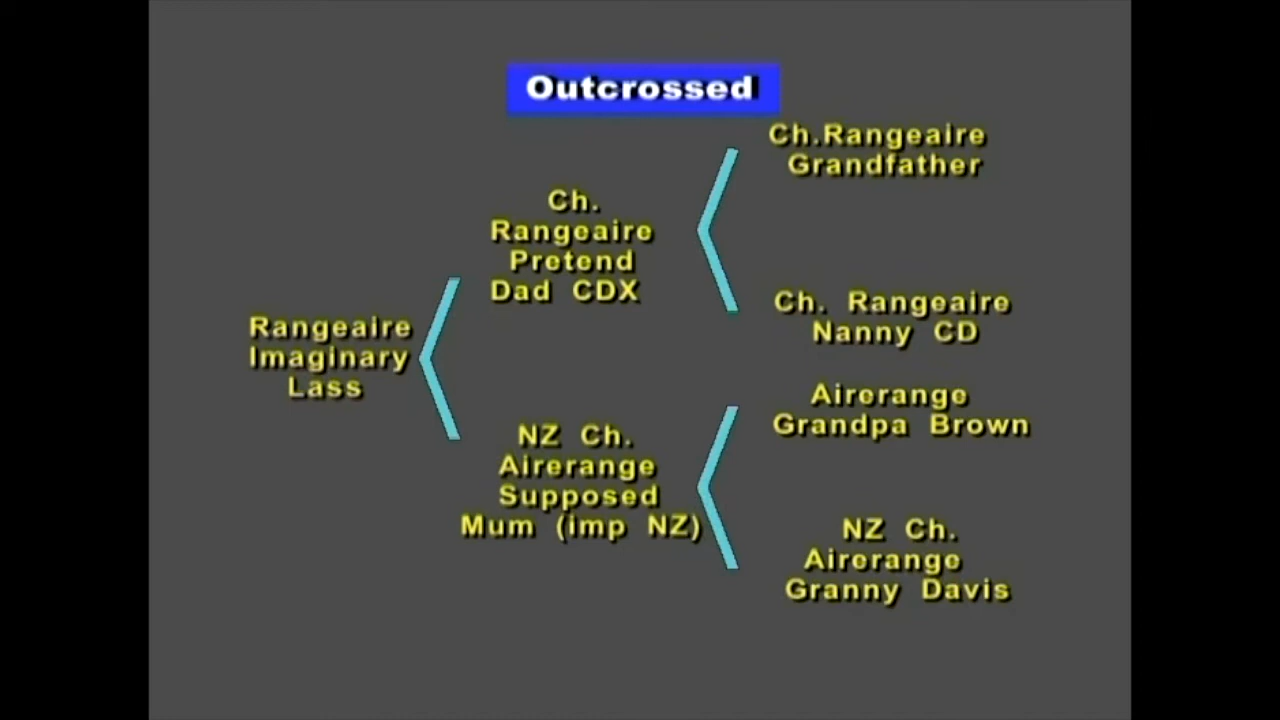 Outcrossed
Ch.Rangeaire
Grandfather
Ch.
Rangeaire
Pretend
Dad CDX
Ch. Rangeaire
Nanny CD
Rangeaire
Imaginary
Lass
Airerange
Grandpa Brown
NZ Ch.
Airerange
Supposed
Mum (imp NZ)
NZ Ch.
Airerange
Granny Davis